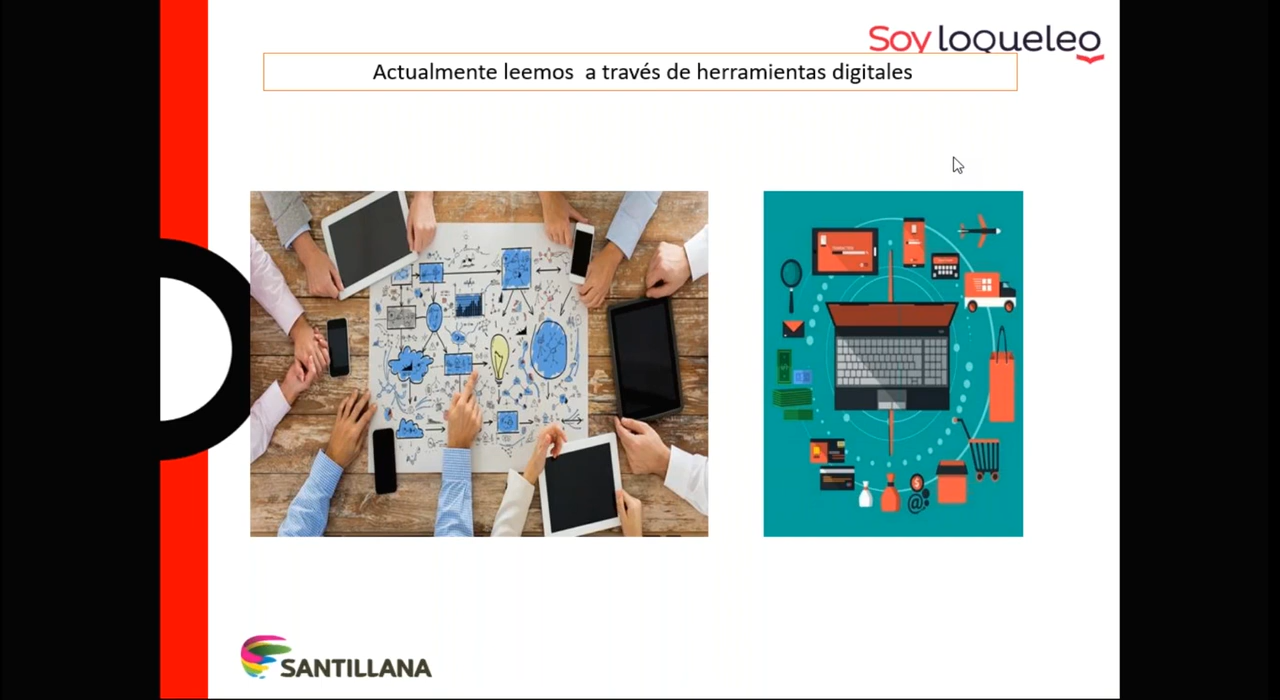 Soy loqueleo
Actualmente leemos a través de herramientas digitales
SANTILLANA